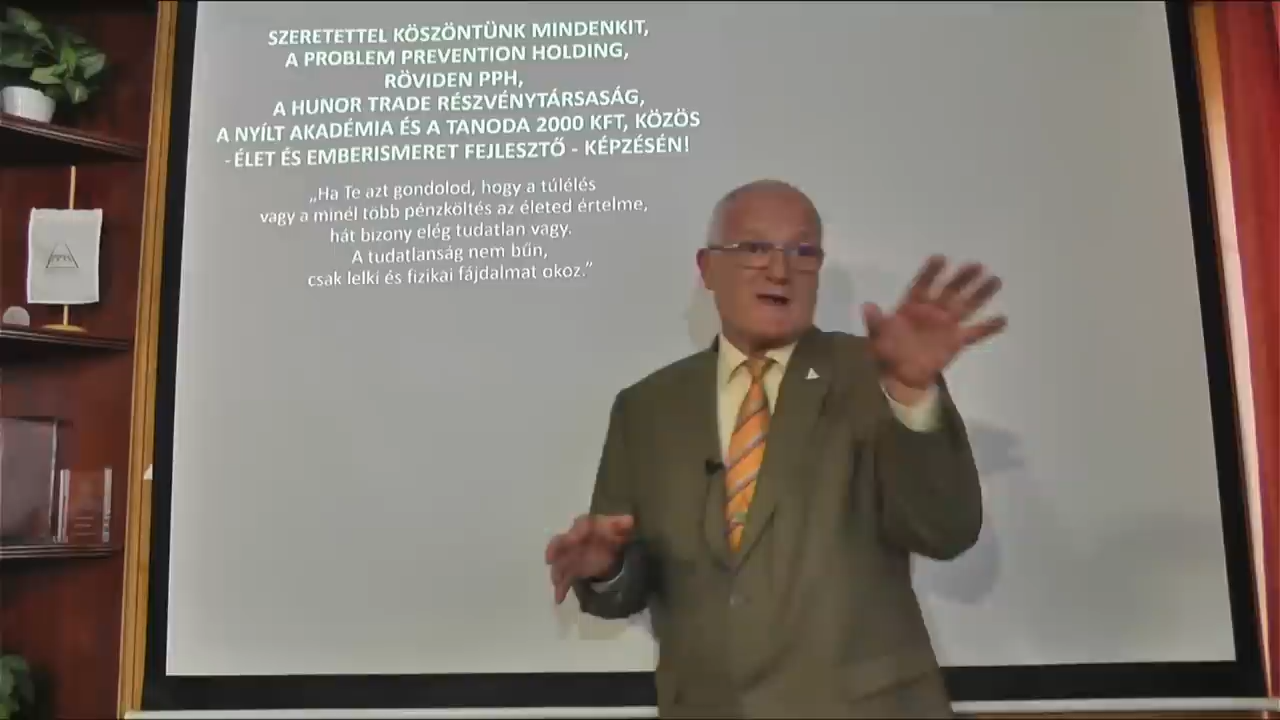 SZERETETTEL KÖSZÖNTÜNK MINDENKIT,
A PROBLEM PREVENTION HOLDING,
RÖVIDEN PPH,
A HUNOR TRADE RÉSZVÉNYTÁRSASÁG,
A NYÍLT AKADÉMIA ÉS A TANODA 2000 KFT, KÖZÖS
- ÉLET ÉS EMBERISMERET FEJLESZTŐ - KÉPZÉSÉN!
„Ha Te azt gondolod, hogy a túlélés
vagy a minél több pénzköltés az életed értelme,
hát bizony elég tudatlan vagy.
A tudatlanság nem bűn,
csak lelki és fizikai fájdalmat okoz.”